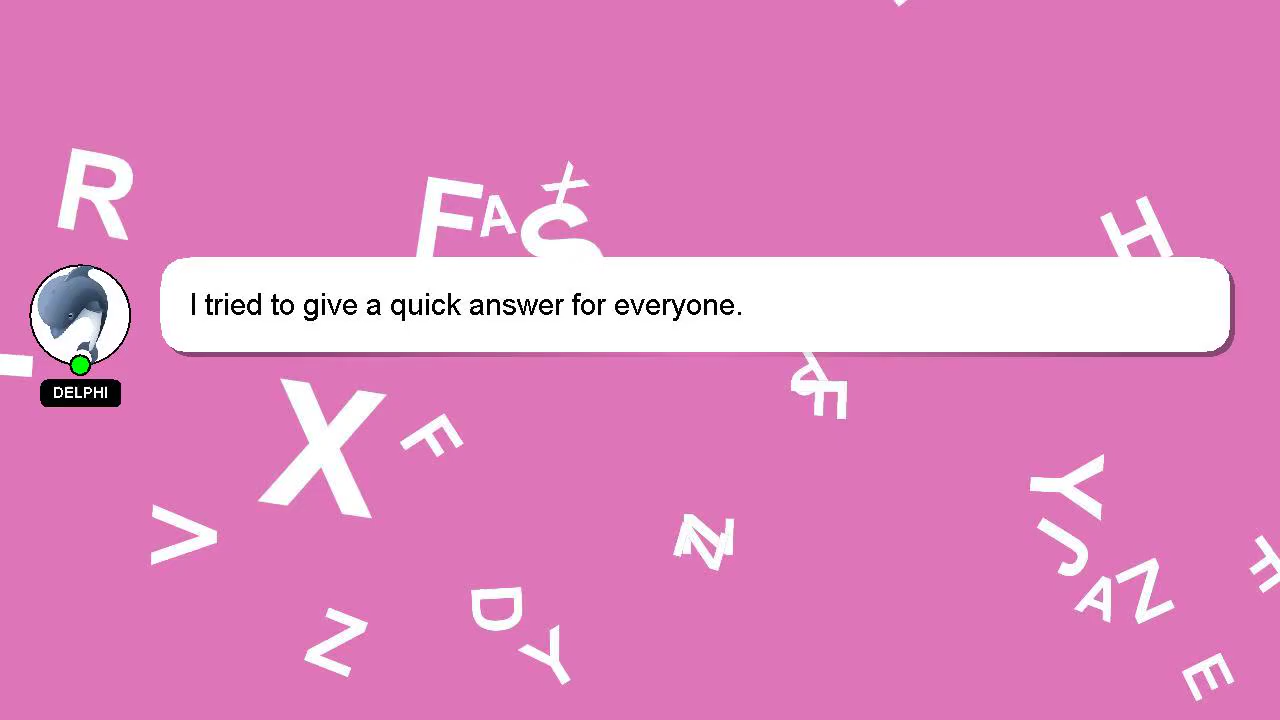 R
F
A
X
S
H
I tried to give a quick answer for everyone.
DELPHI
R
F
X
F
Y
V
Z
N
J
A
Z
F
D
Y
Z
E